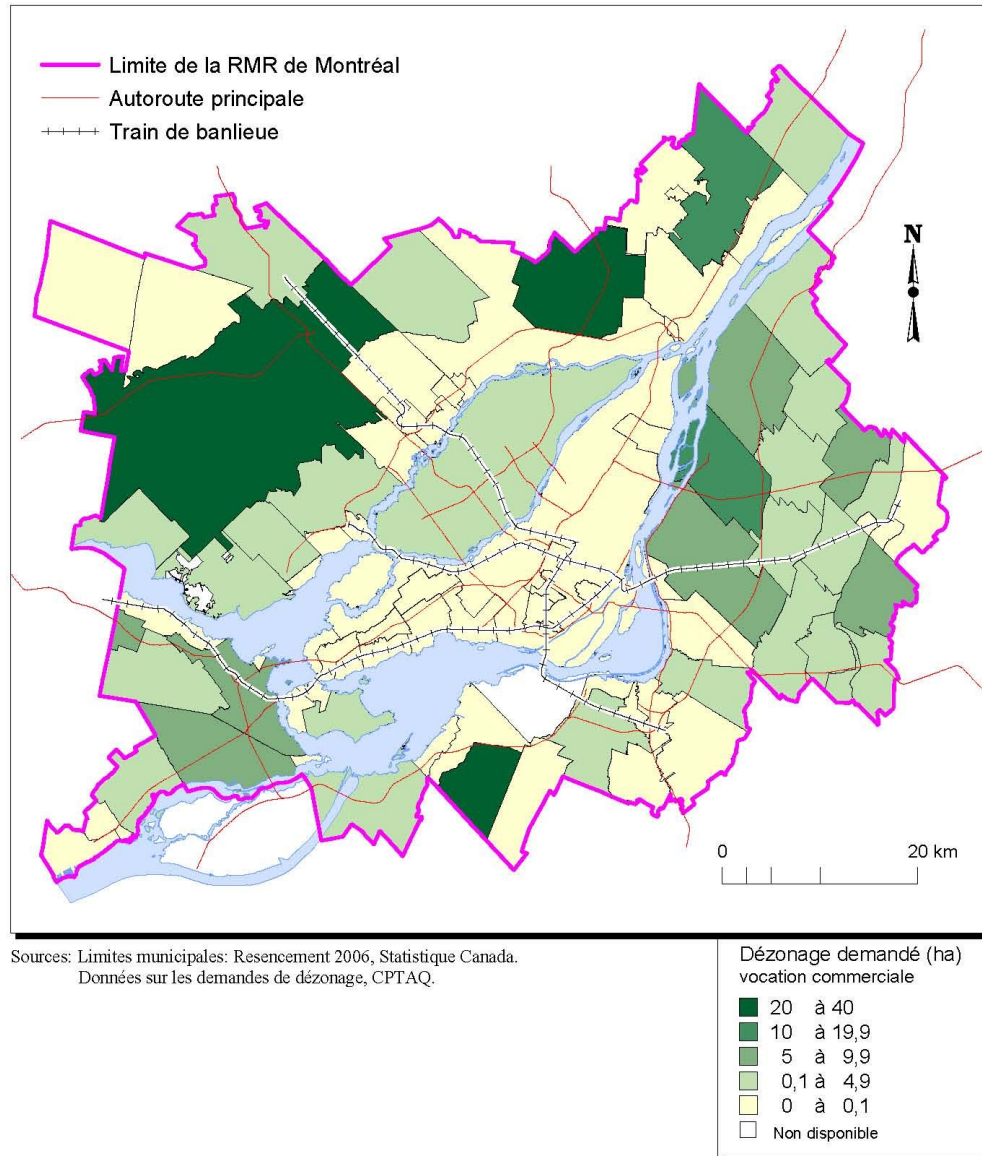 Limite de la RMR de Montréal
Autoroute principale
Train de banlieue
N
0 20 km
Sources: Limites municipales: Resencement 2006, Statistique Canada.
Données sur les demandes de dézonage, CPTAQ.
Dézonage demandé (ha)
vocation commerciale
20 à 40
10 à 19,9
5 à 9,9
0,1 à 4,9
0 à 0,1
Non disponible